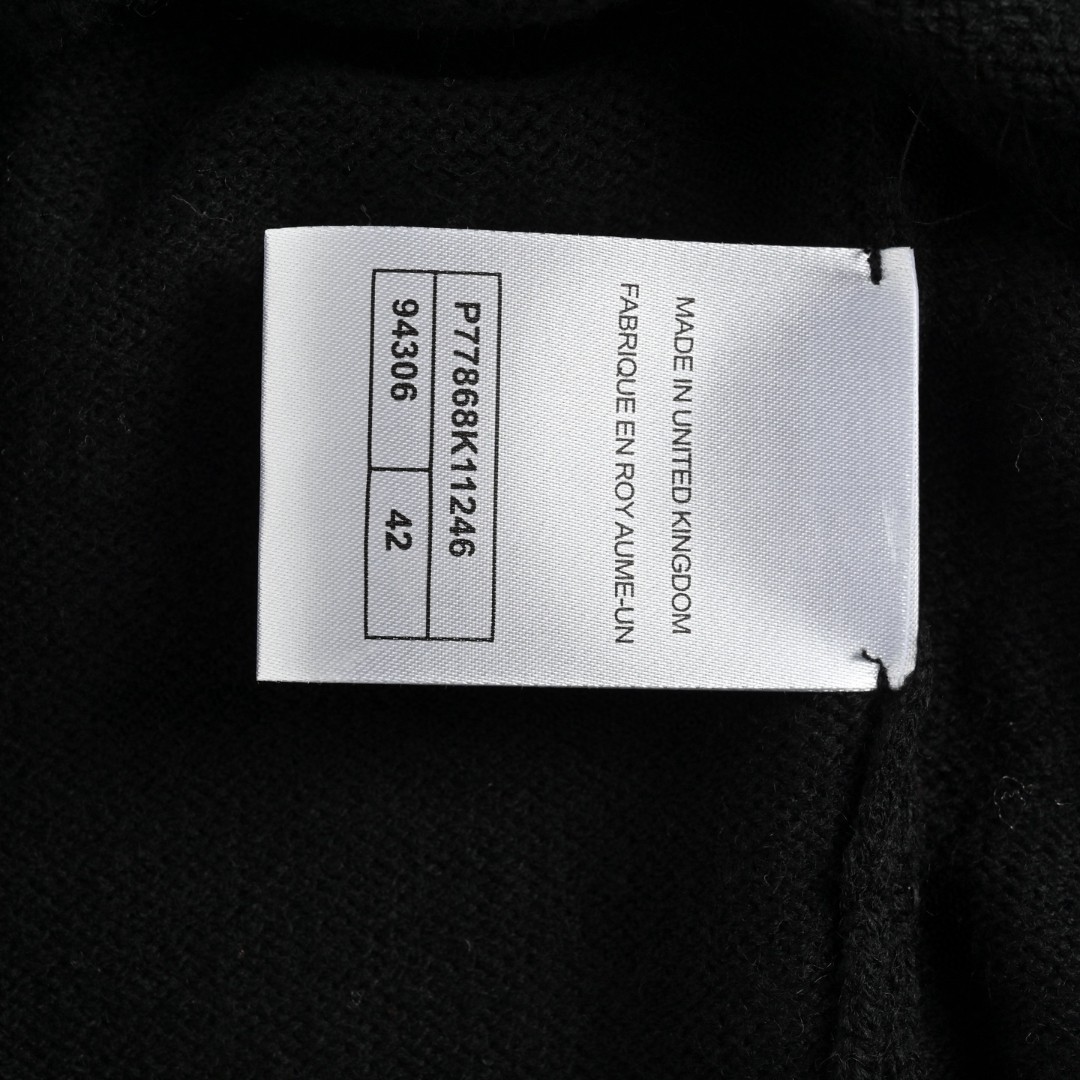 MADE IN UNITED KINGDOM
FABRIQUE EN ROYAUME-UN
P77868K11246
94306 42